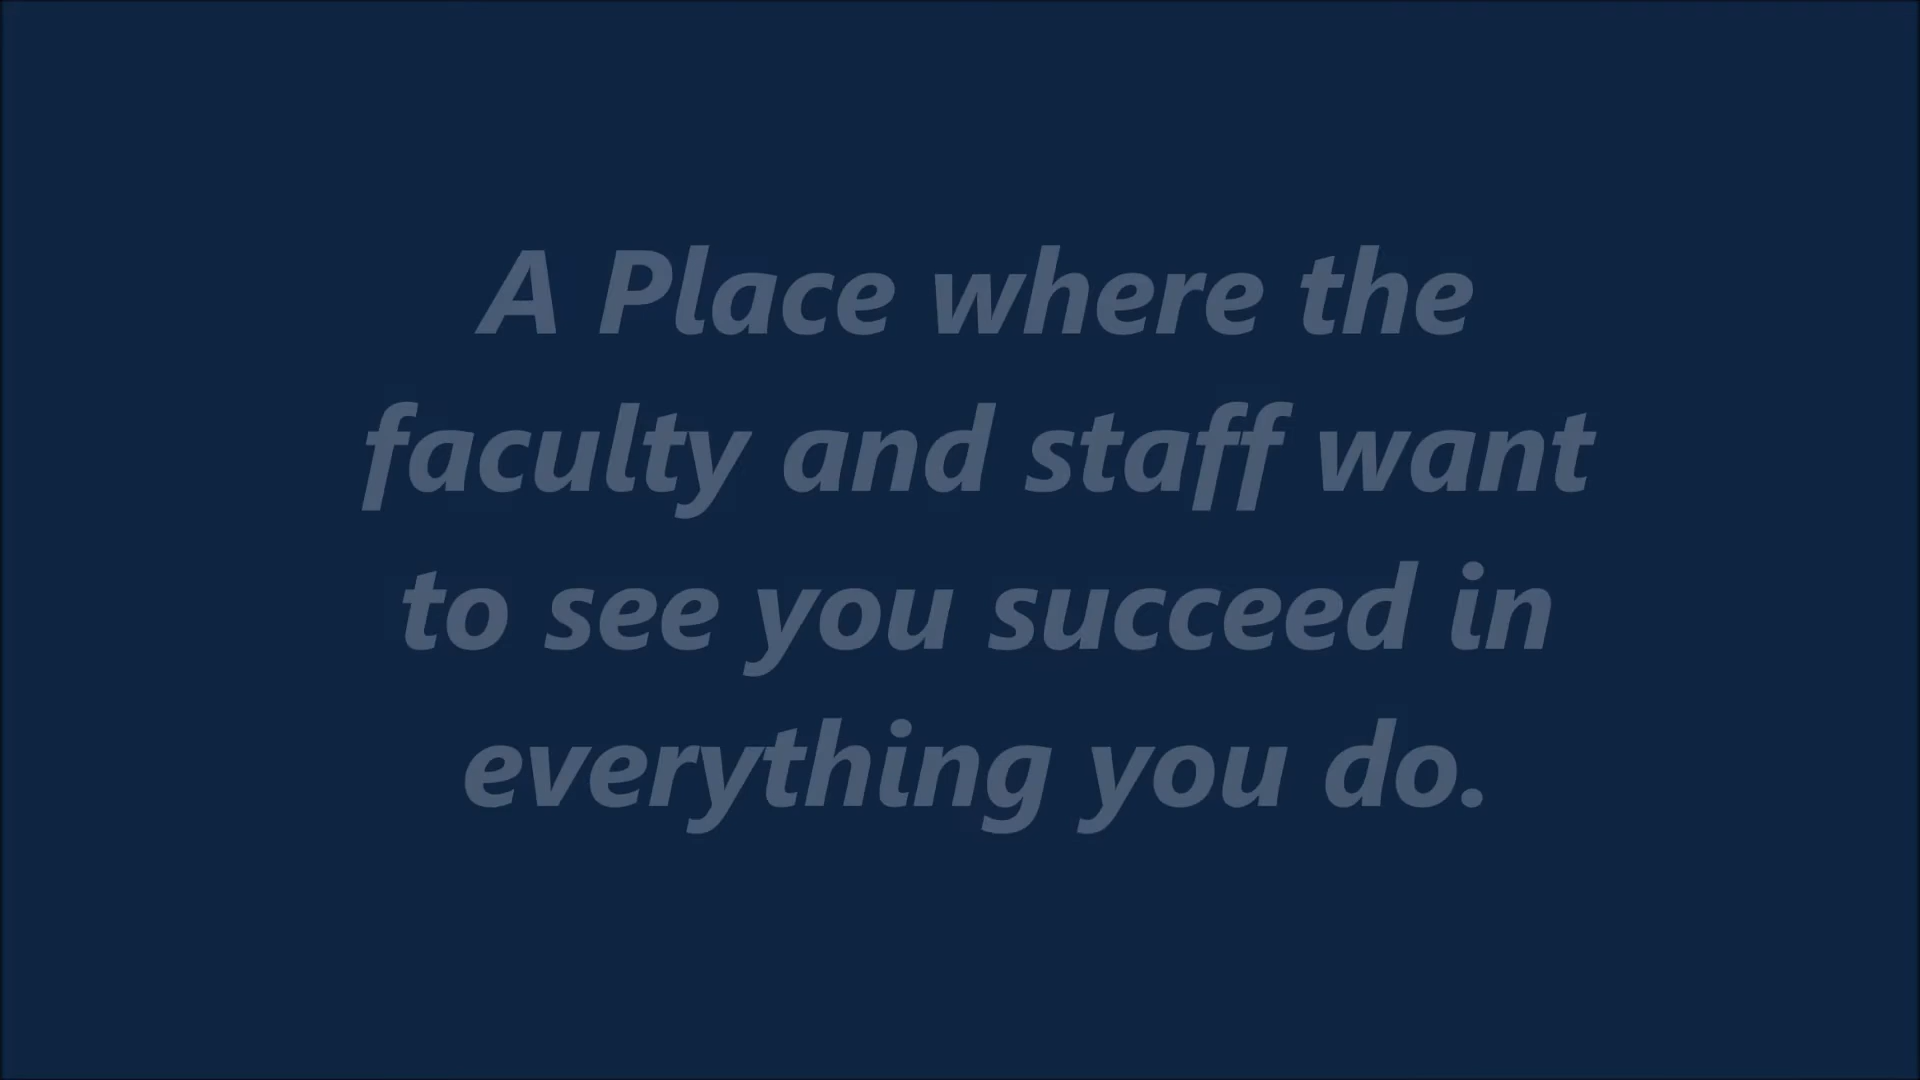 A Place where the
faculty and staff want
to see you succeed in
everything you do.